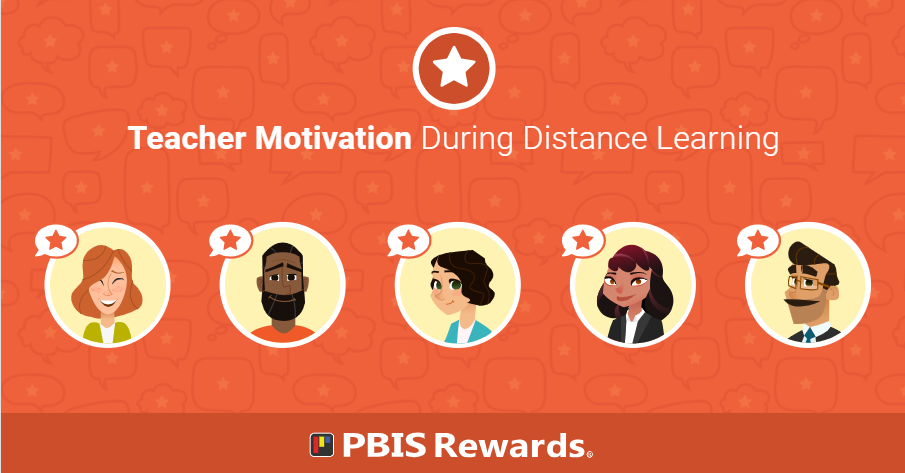 Teacher Motivation During Distance Learning
PBIS Rewards